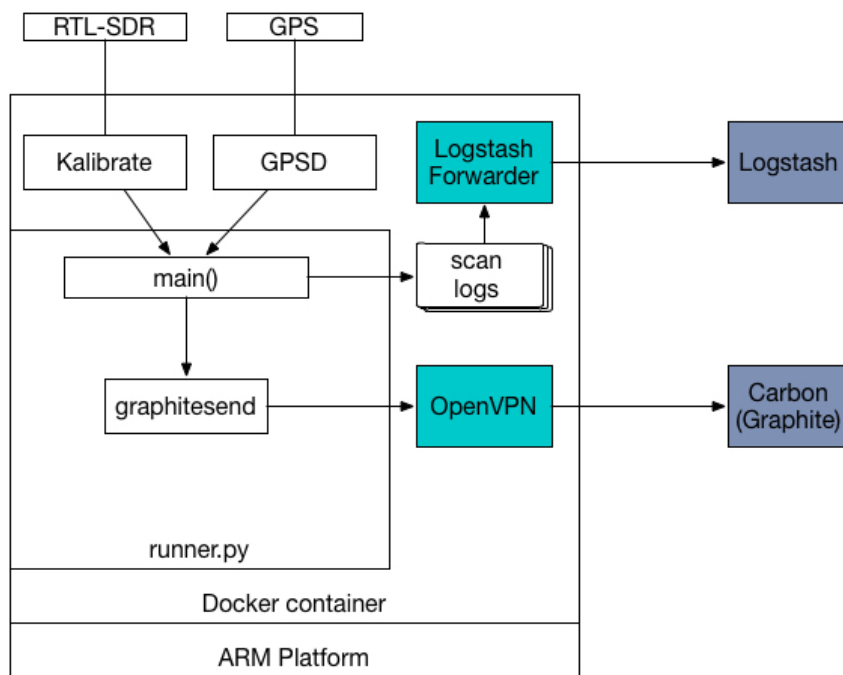 RTL-SDR
GPS
Kalibrate
GPSD
Logstash
Forwarder
Logstash
main()
scan
logs
graphitesend
OpenVPN
Carbon
(Graphite)
runner.py
Docker container
ARM Platform